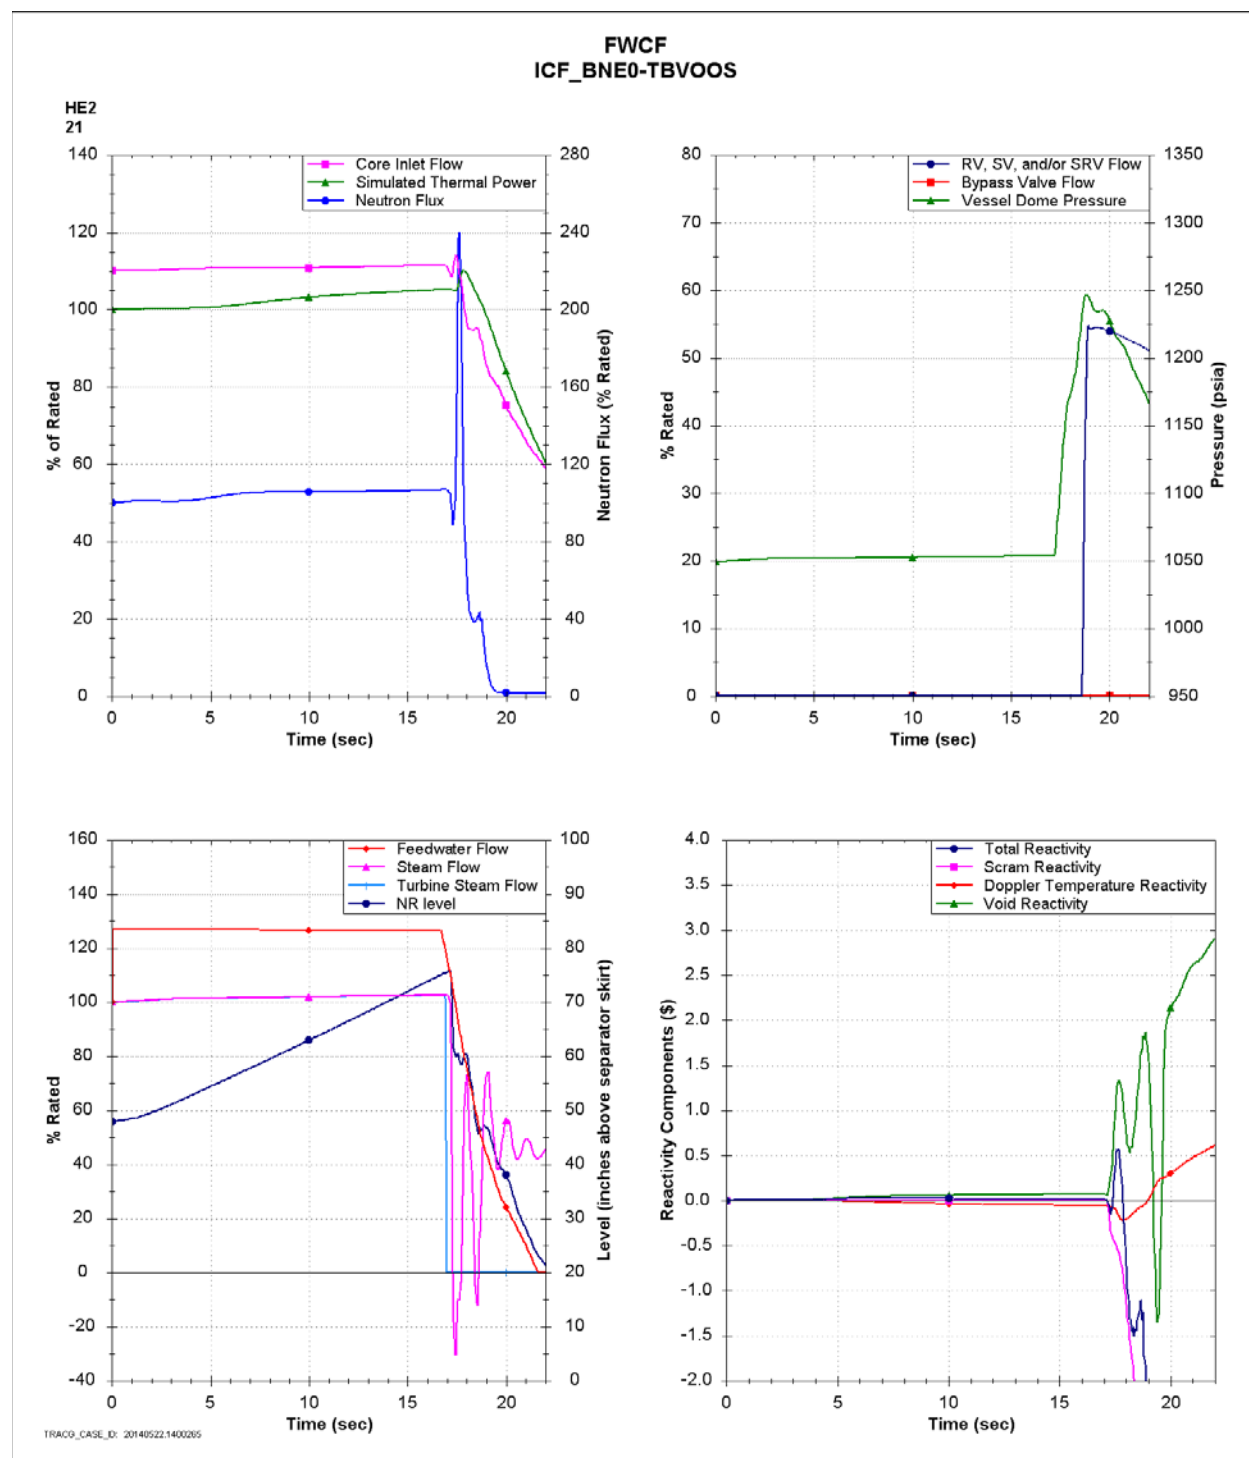 FWCF
ICF_BNE0-TBVOOS
HE2
21
Core Inlet Flow
Simulated Thermal Power
Neutron Flux
140
120
100
80
60
40
20
0
% of Rated
280
240
200
160
120
80
40
0
Neutron Flux (% Rated)
0 5 10 15 20
Time (sec)
RV, SV, and/or SRV Flow
Bypass Valve Flow
Vessel Dome Pressure
80
70
60
50
40
30
20
10
0
% Rated
1350
1300
1250
1200
1150
1100
1050
1000
950
Pressure (psia)
0 5 10 15 20
Time (sec)
Feedwater Flow
Steam Flow
Turbine Steam Flow
NR level
160
140
120
100
80
60
40
20
0
-20
-40
% Rated
100
90
80
70
60
50
40
30
20
10
0
Level (inches above separator skirt)
0 5 10 15 20
Time (sec)
Total Reactivity
Scram Reactivity
Doppler Temperature Reactivity
Void Reactivity
4.0
3.5
3.0
2.5
2.0
1.5
1.0
0.5
0.0
-0.5
-1.0
-1.5
-2.0
Reactivity Components ($)
0 5 10 15 20
Time (sec)
TRACG_CASE_ID: 20140522.1400265